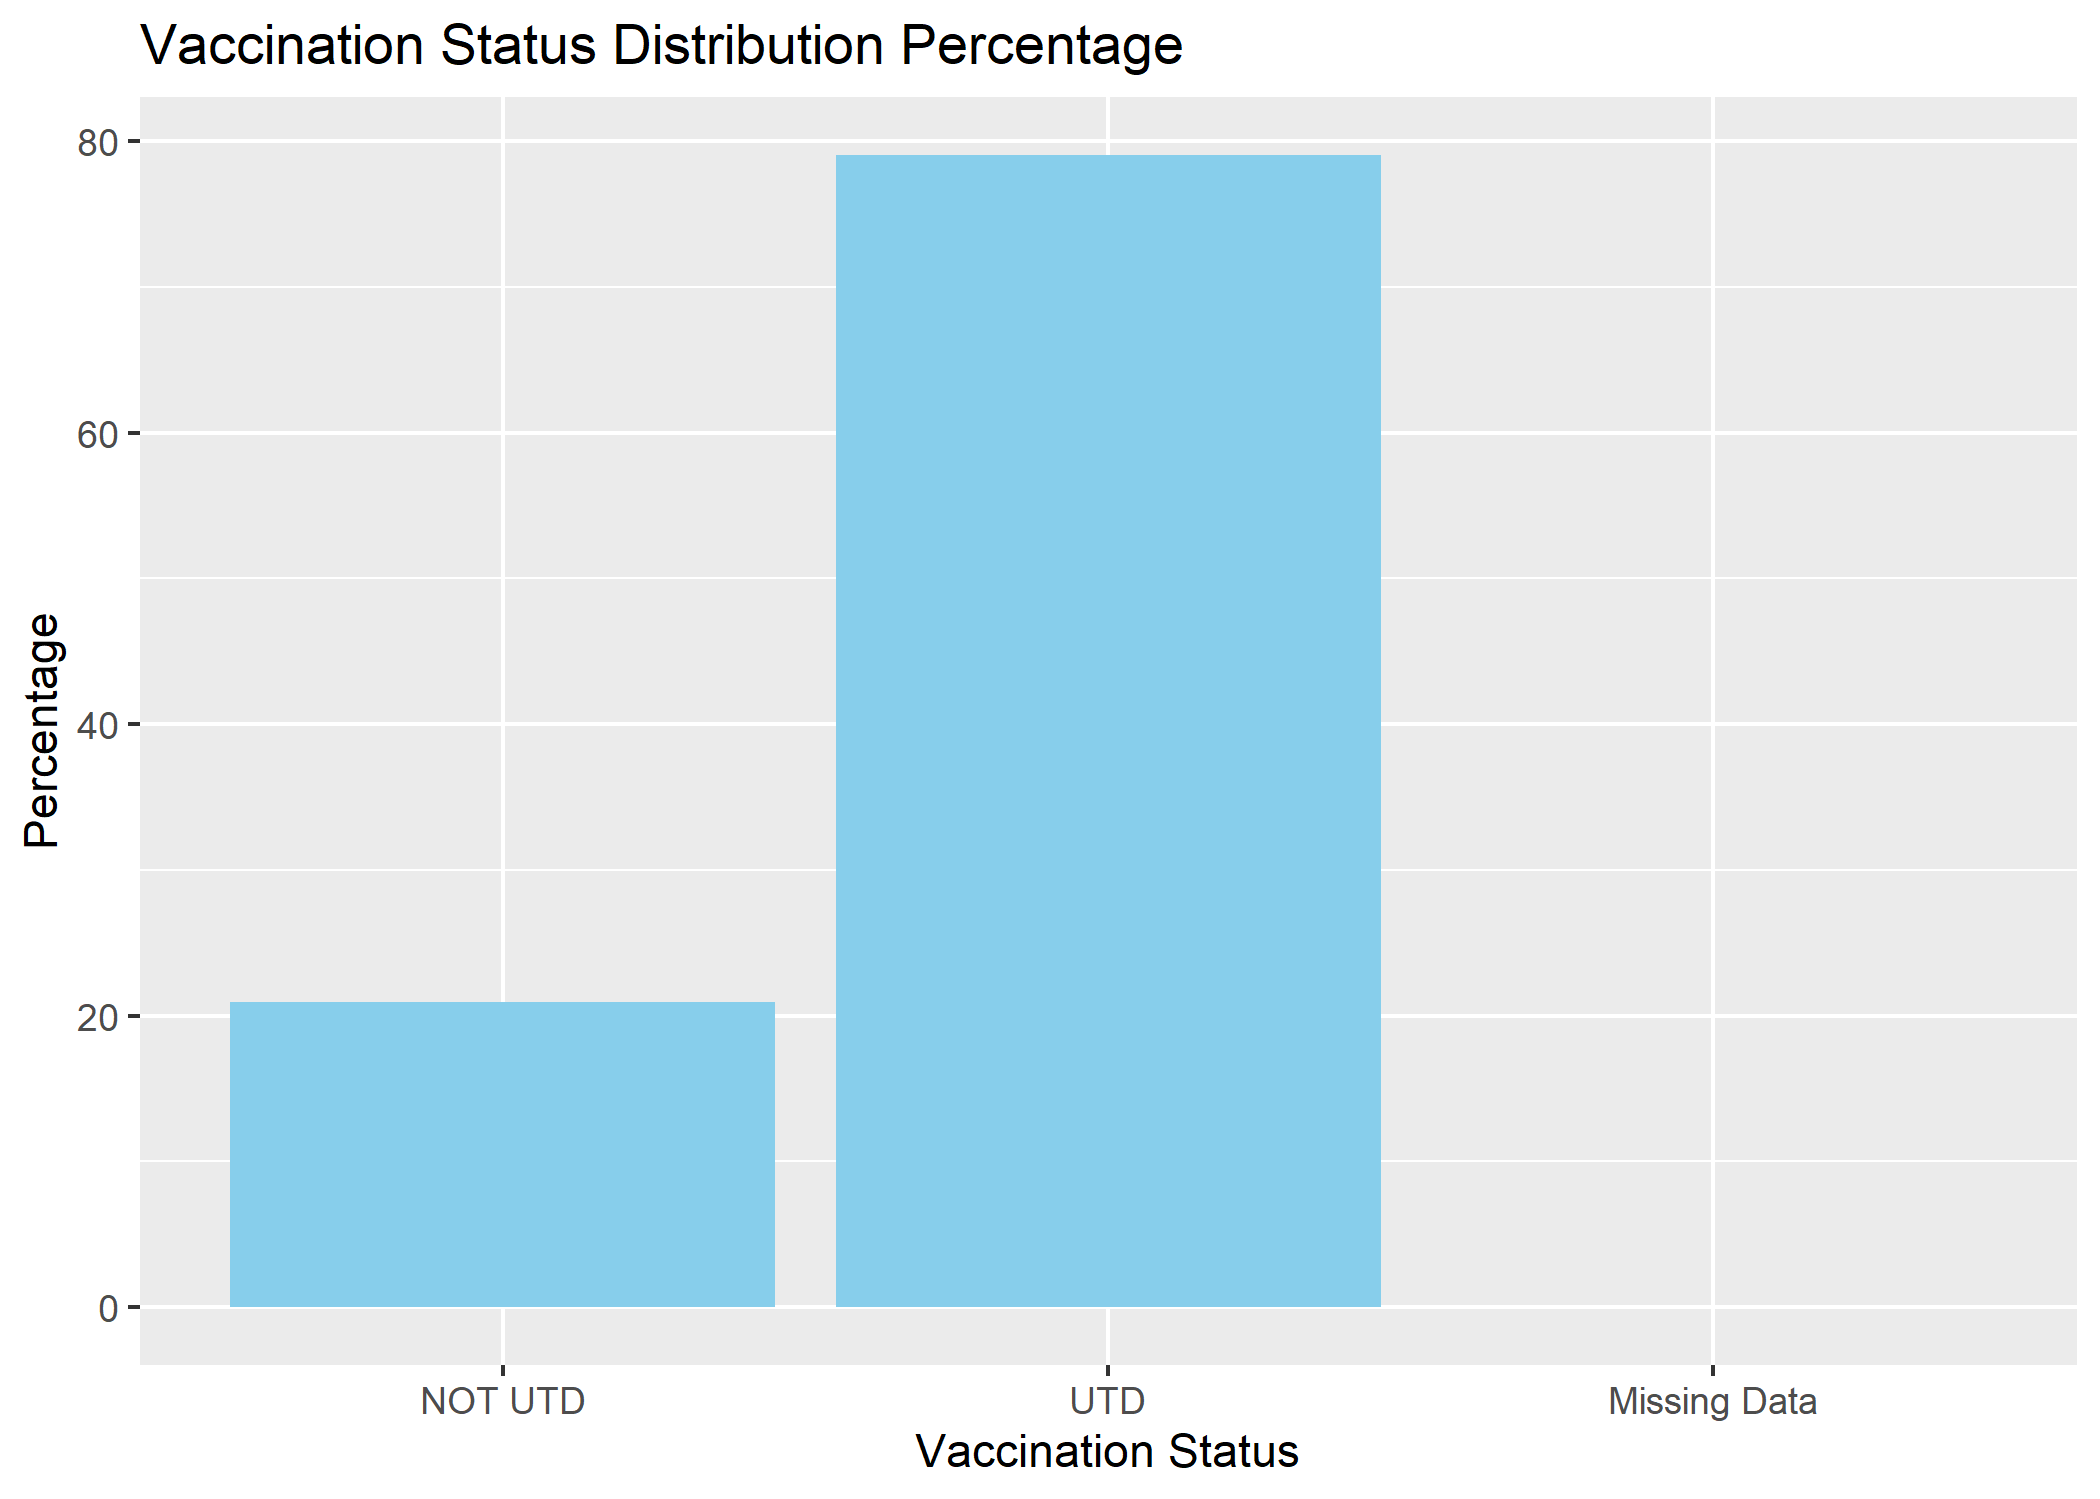 Vaccination Status Distribution Percentage
Percentage
80
60
40
20
0
NOT UTD
UTD
Missing Data
Vaccination Status